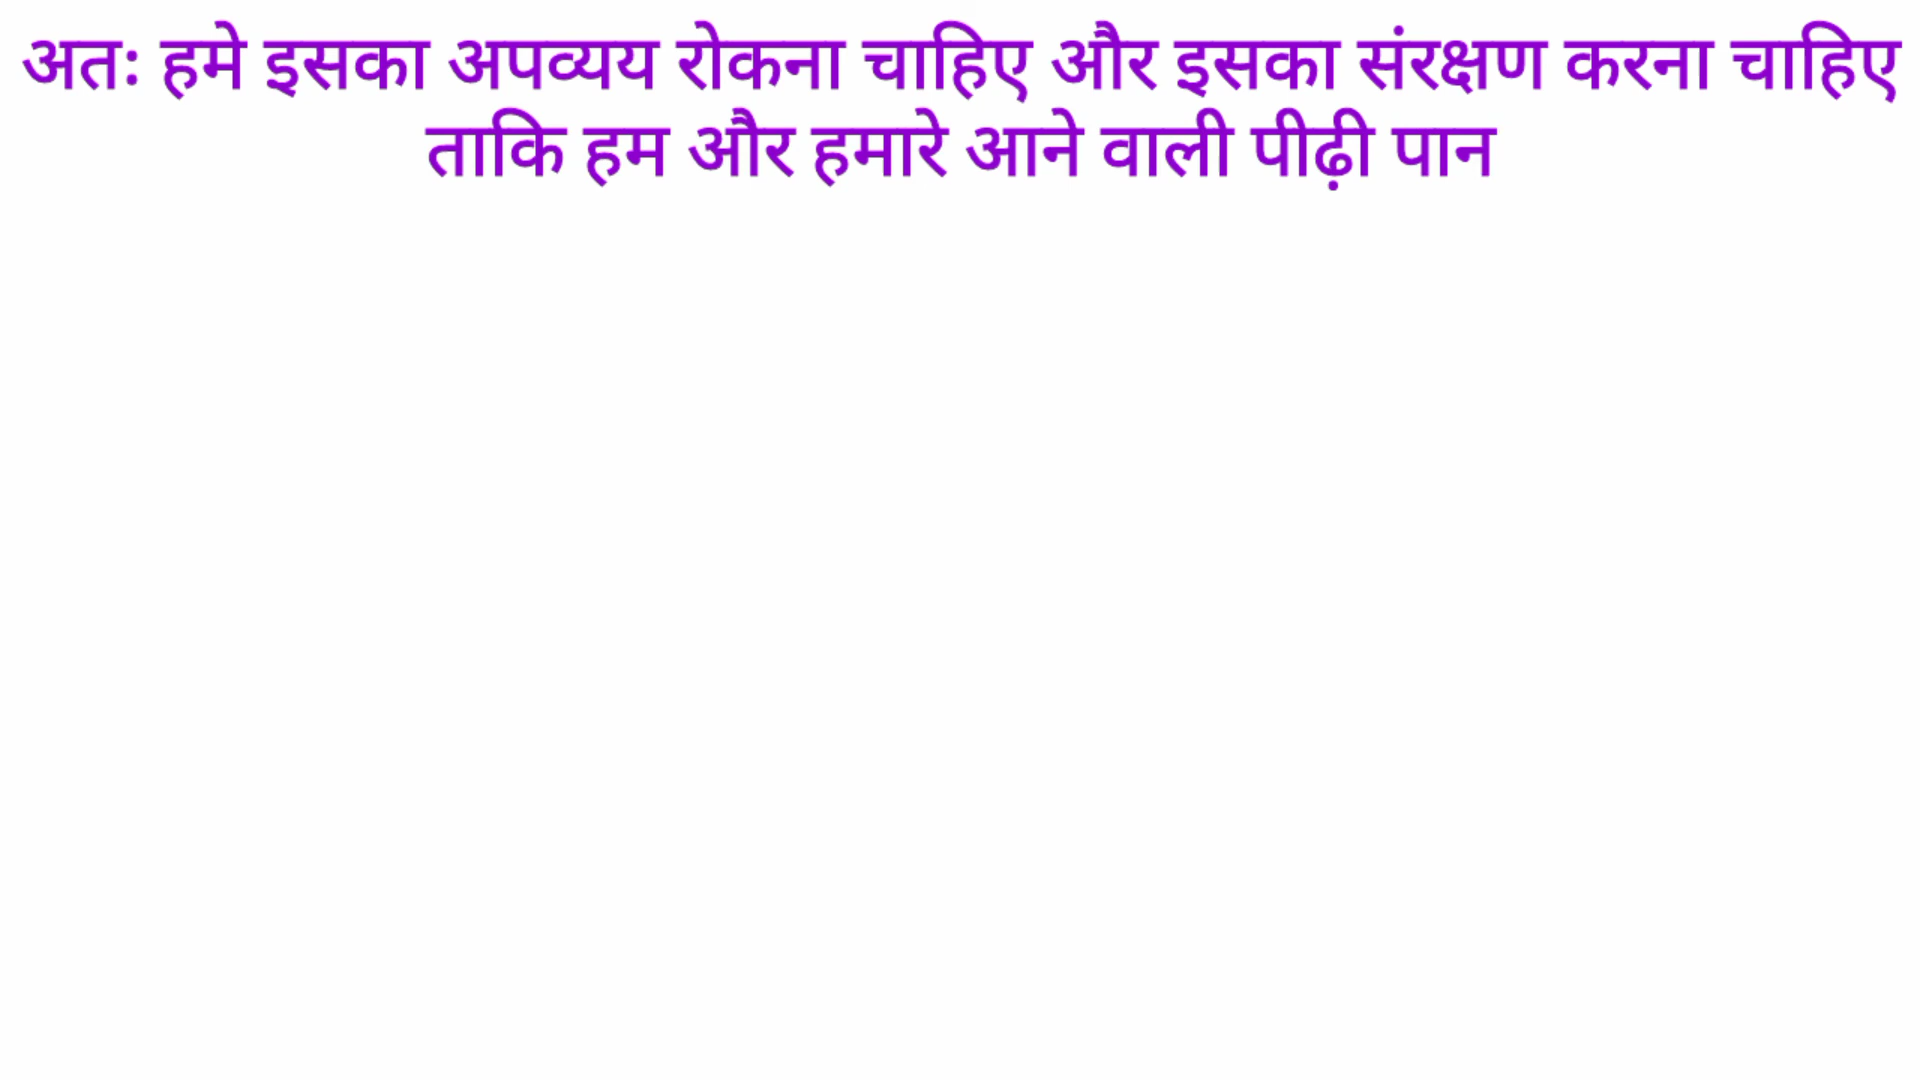 अतः हमे इसका अपव्यय रोकना चाहिए और इसका संरक्षण करना चाहिए
ताकि हम और हमारे आने वाली पीढ़ी पान